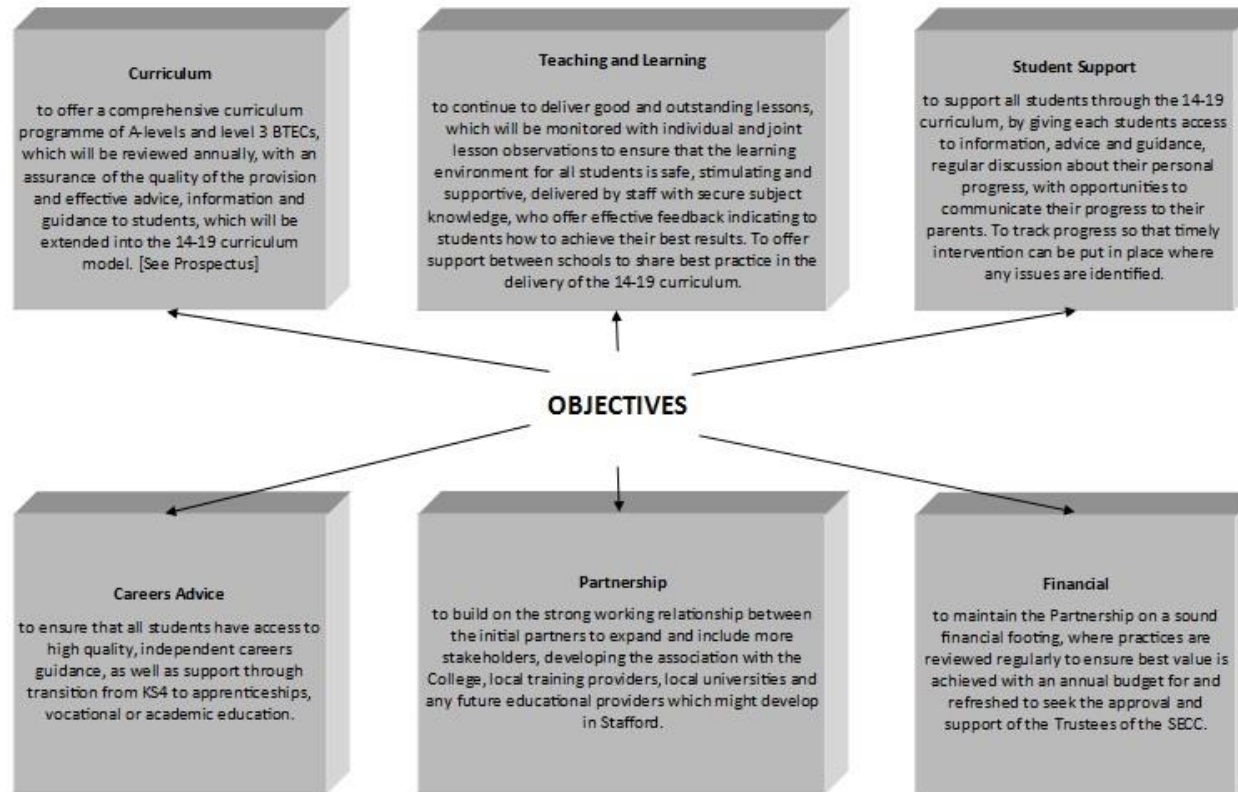 Curriculum
to offer a comprehensive curriculum
programme of A-levels and level 3 BTECs,
which will be reviewed annually, with an
assurance of the quality of the provision
and effective advice, information and
guidance to students, which will be
extended into the 14-19 curriculum
model. [See Prospectus]
Teaching and Learning
to continue to deliver good and outstanding lessons,
which will be monitored with individual and joint
lesson observations to ensure that the learning
environment for all students is safe, stimulating and
supportive, delivered by staff with secure subject
knowledge, who offer effective feedback indicating to
students how to achieve their best results. To offer
support between schools to share best practice in the
delivery of the 14-19 curriculum.
Student Support
to support all students through the 14-19
curriculum, by giving each students access
to information, advice and guidance,
regular discussion about their personal
progress, with opportunities to
communicate their progress to their
parents. To track progress so that timely
intervention can be put in place where
any issues are identified.
OBJECTIVES
Careers Advice
to ensure that all students have access to
high quality, independent careers
guidance, as well as support through
transition from KS4 to apprenticeships,
vocational or academic education.
Partnership
to build on the strong working relationship between
the initial partners to expand and include more
stakeholders, developing the association with the
College, local training providers, local universities and
any future educational providers which might develop
in Stafford.
Financial
to maintain the Partnership on a sound
financial footing, where practices are
reviewed regularly to ensure best value is
achieved with an annual budget for and
refreshed to seek the approval and
support of the Trustees of the SECC.